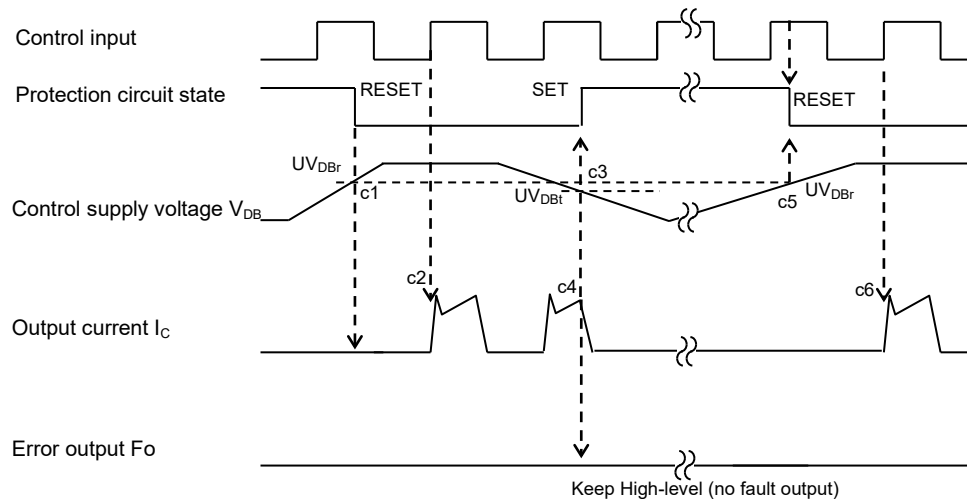 Control input
Protection circuit state
RESET
SET
RESET
UVDBr
c1
c3
UVDBt
c5
UVDBr
Control supply voltage VDB
c2
c4
c6
Output current IC
Error output Fo
Keep High-level (no fault output)